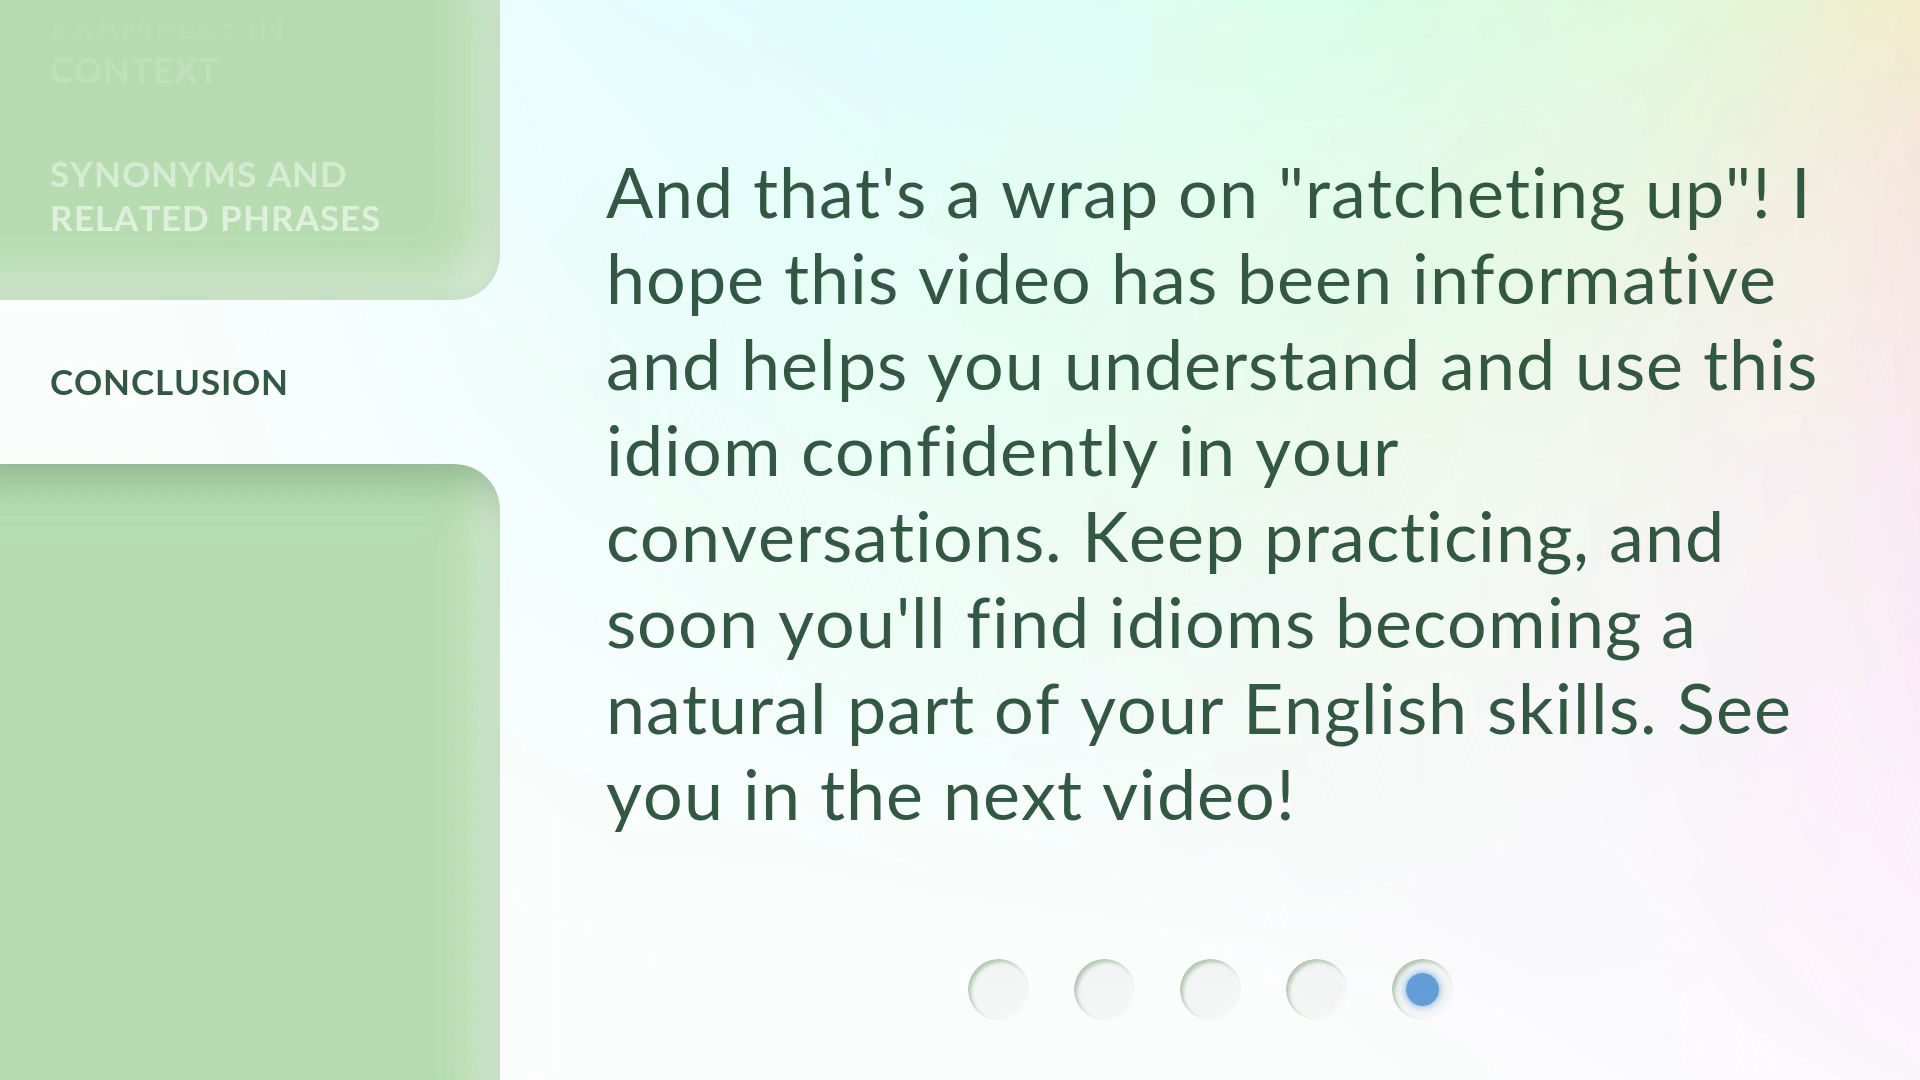 EXAMPLES IN
CONTEXT
SYNONYMS AND
RELATED PHRASES
CONCLUSION
And that's a wrap on "ratcheting up"! I
hope this video has been informative
and helps you understand and use this
idiom confidently in your
conversations. Keep practicing, and
soon you'll find idioms becoming a
natural part of your English skills. See
you in the next video!